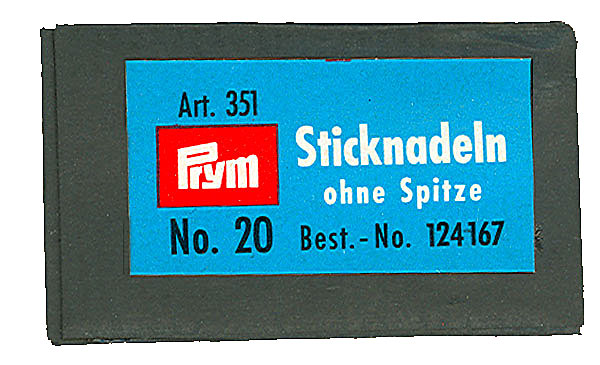 Art. 351
Prym
Sticknadeln
ohne Spitze
No. 20
Best.-No. 124167